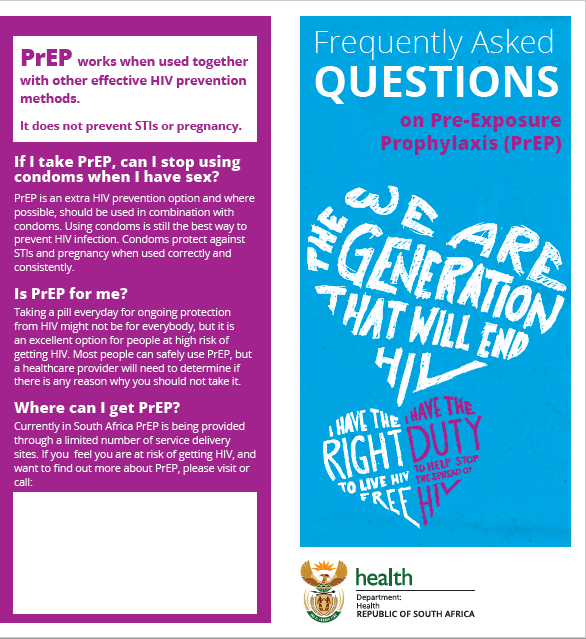 PrEP works when used together
with other effective HIV prevention
methods.
It does not prevent STIs or pregnancy.
If I take PrEP, can I stop using
condoms when I have sex?
PrEP is an extra HIV prevention option and where
possible, should be used in combination with
condoms. Using condoms is still the best way to
prevent HIV infection. Condoms protect against
STIs and pregnancy when used correctly and
consistently.
Is PrEP for me?
Taking a pill everyday for ongoing protection
from HIV might not be for everybody, but it is
an excellent option for people at high risk of
getting HIV. Most people can safely use PrEP, but
a healthcare provider will need to determine if
there is any reason why you should not take it.
Where can I get PrEP?
Currently in South Africa PrEP is being provided
through a limited number of service delivery
sites. If you feel you are at risk of getting HIV, and
want to find out more about PrEP, please visit or
call:
Frequently Asked
QUESTIONS
on Pre-Exposure
Prophylaxis (PrEP)
WE ARE
THE GENERATION
THAT WILL END
HIV
I HAVE THE
RIGHT
TO LIVE HIV
FREE
I HAVE THE
DUTY
TO HELP STOP
THE SPREAD OF
HIV
health
Department:
Health
REPUBLIC OF SOUTH AFRICA